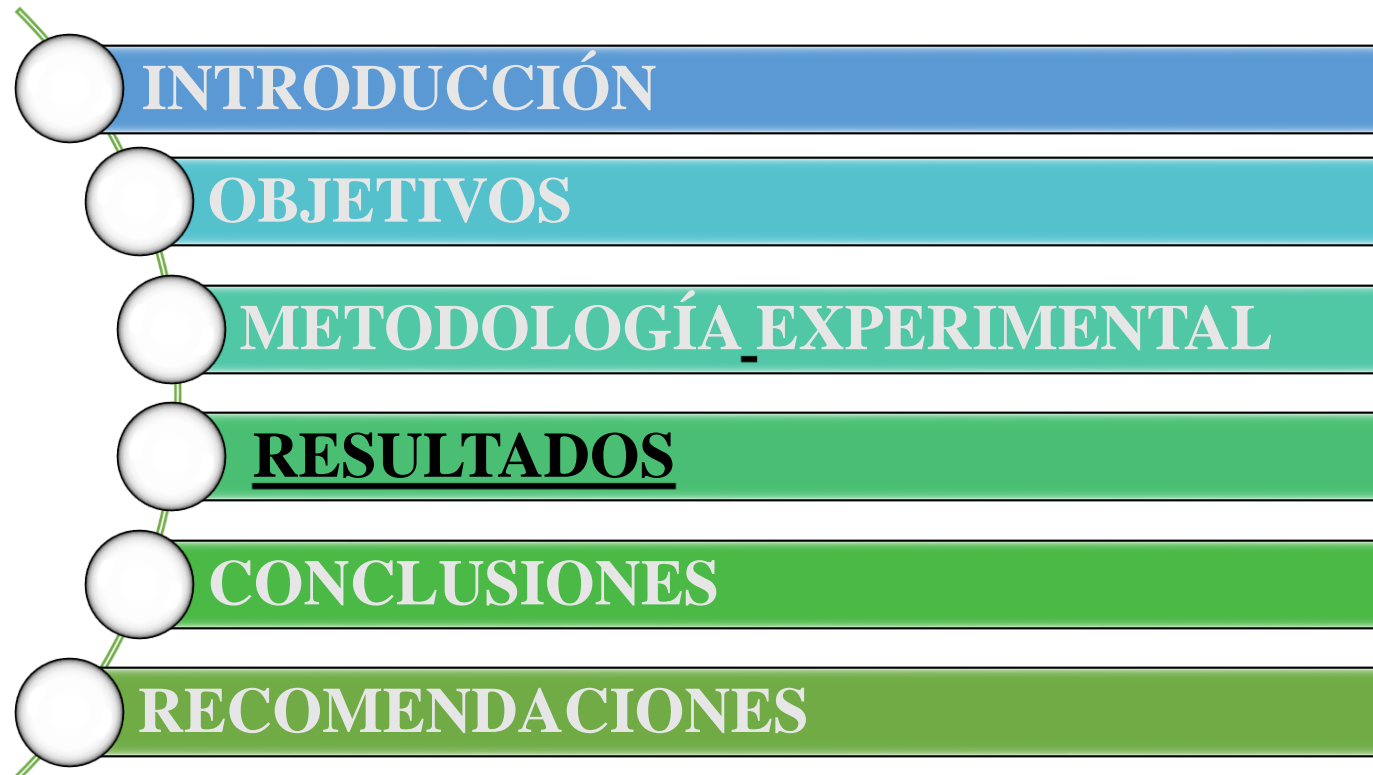 INTRODUCCIÓN
OBJETIVOS
METODOLOGÍA EXPERIMENTAL
RESULTADOS
CONCLUSIONES
RECOMENDACIONES